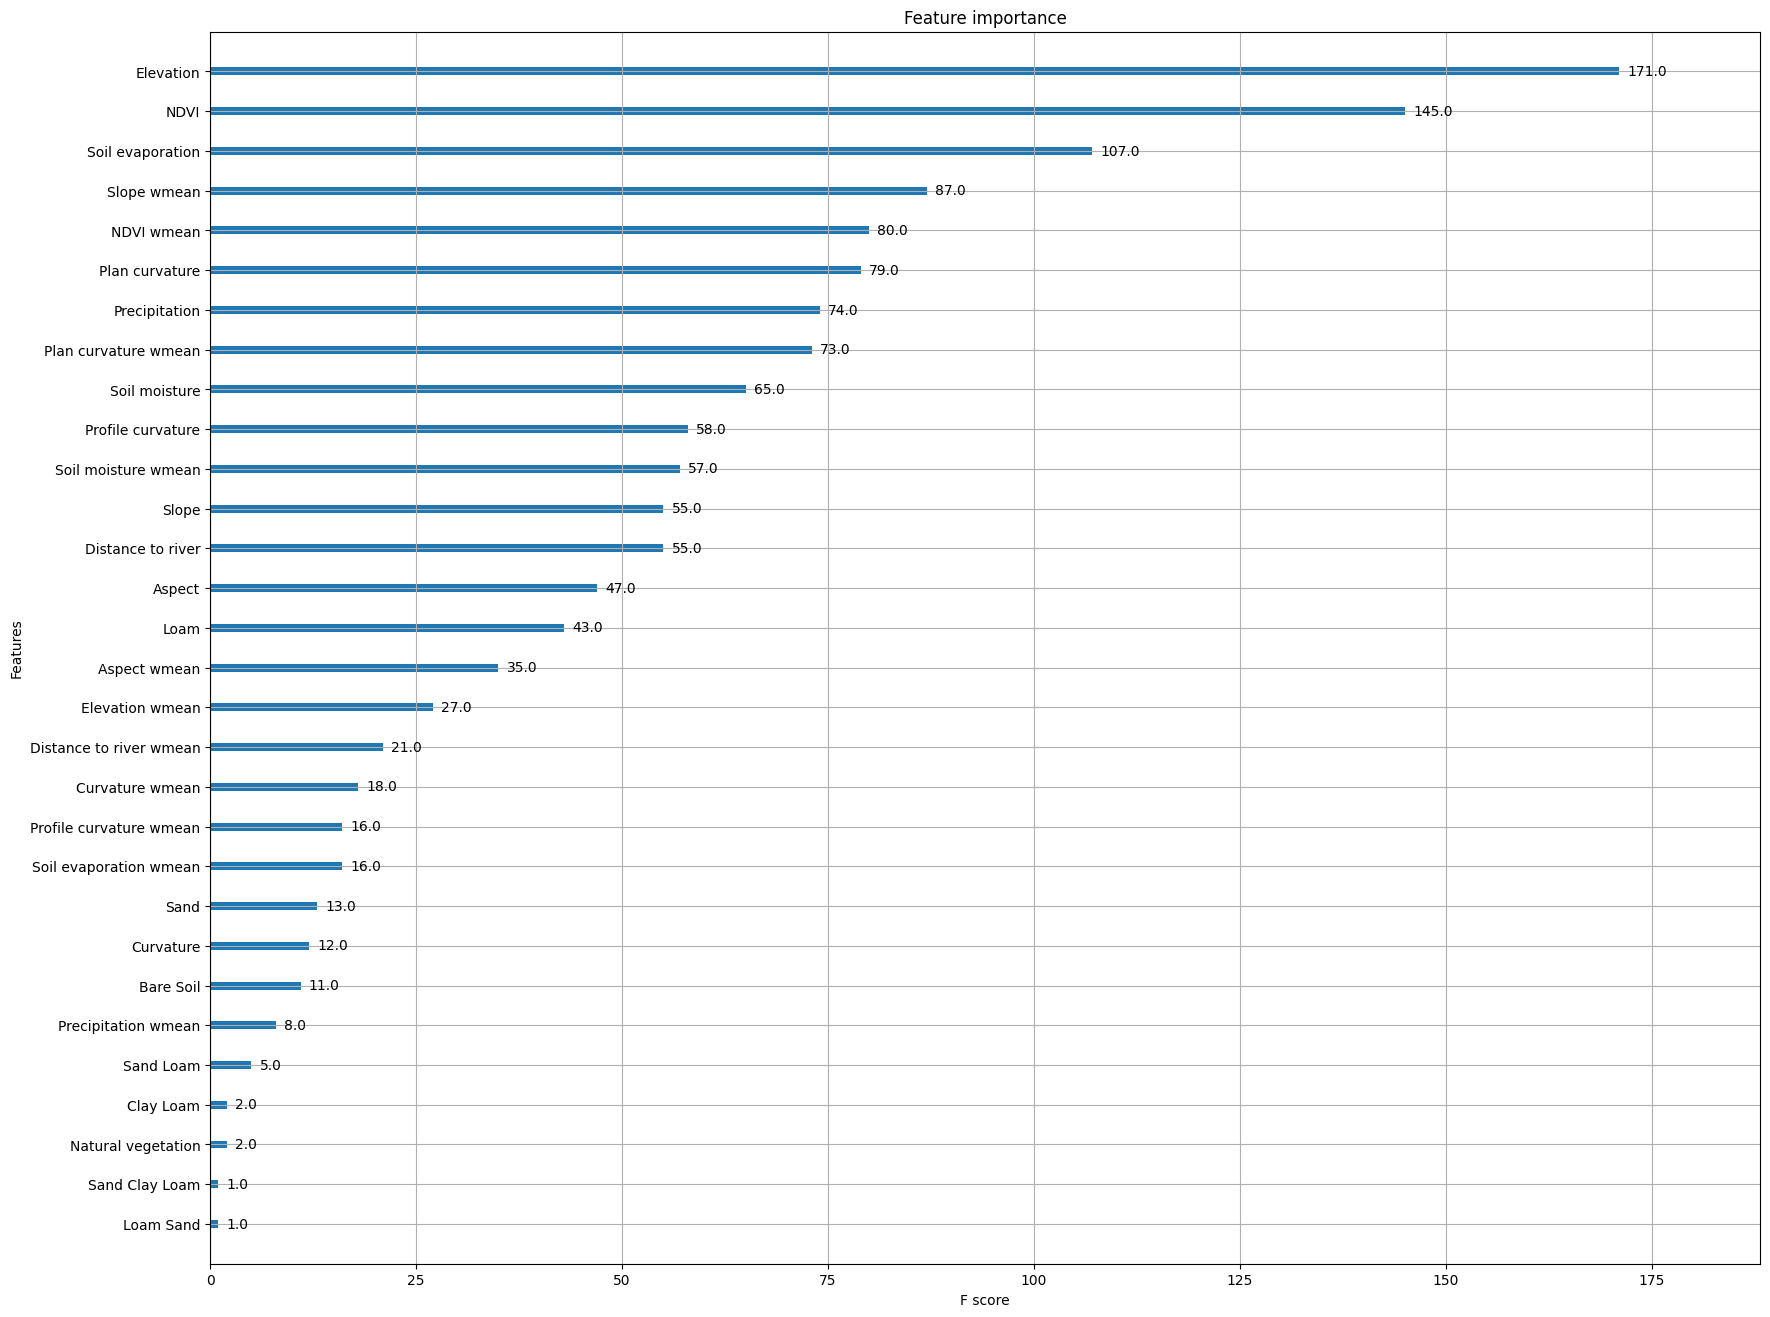 Feature importance
Elevation 171.0
NDVI 145.0
Soil evaporation 107.0
Slope wmean 87.0
NDVI wmean 80.0
Plan curvature 79.0
Precipitation 74.0
Plan curvature wmean 73.0
Soil moisture 65.0
Profile curvature 58.0
Soil moisture wmean 57.0
Slope 55.0
Distance to river 55.0
Aspect 47.0
Loam 43.0
Aspect wmean 35.0
Elevation wmean 27.0
Distance to river wmean 21.0
Curvature wmean 18.0
Profile curvature wmean 16.0
Soil evaporation wmean 16.0
Sand 13.0
Curvature 12.0
Bare Soil 11.0
Precipitation wmean 8.0
Sand Loam 5.0
Clay Loam 2.0
Natural vegetation 2.0
Sand Clay Loam 1.0
Loam Sand 1.0
Features
0 25 50 75 100 125 150 175
F score